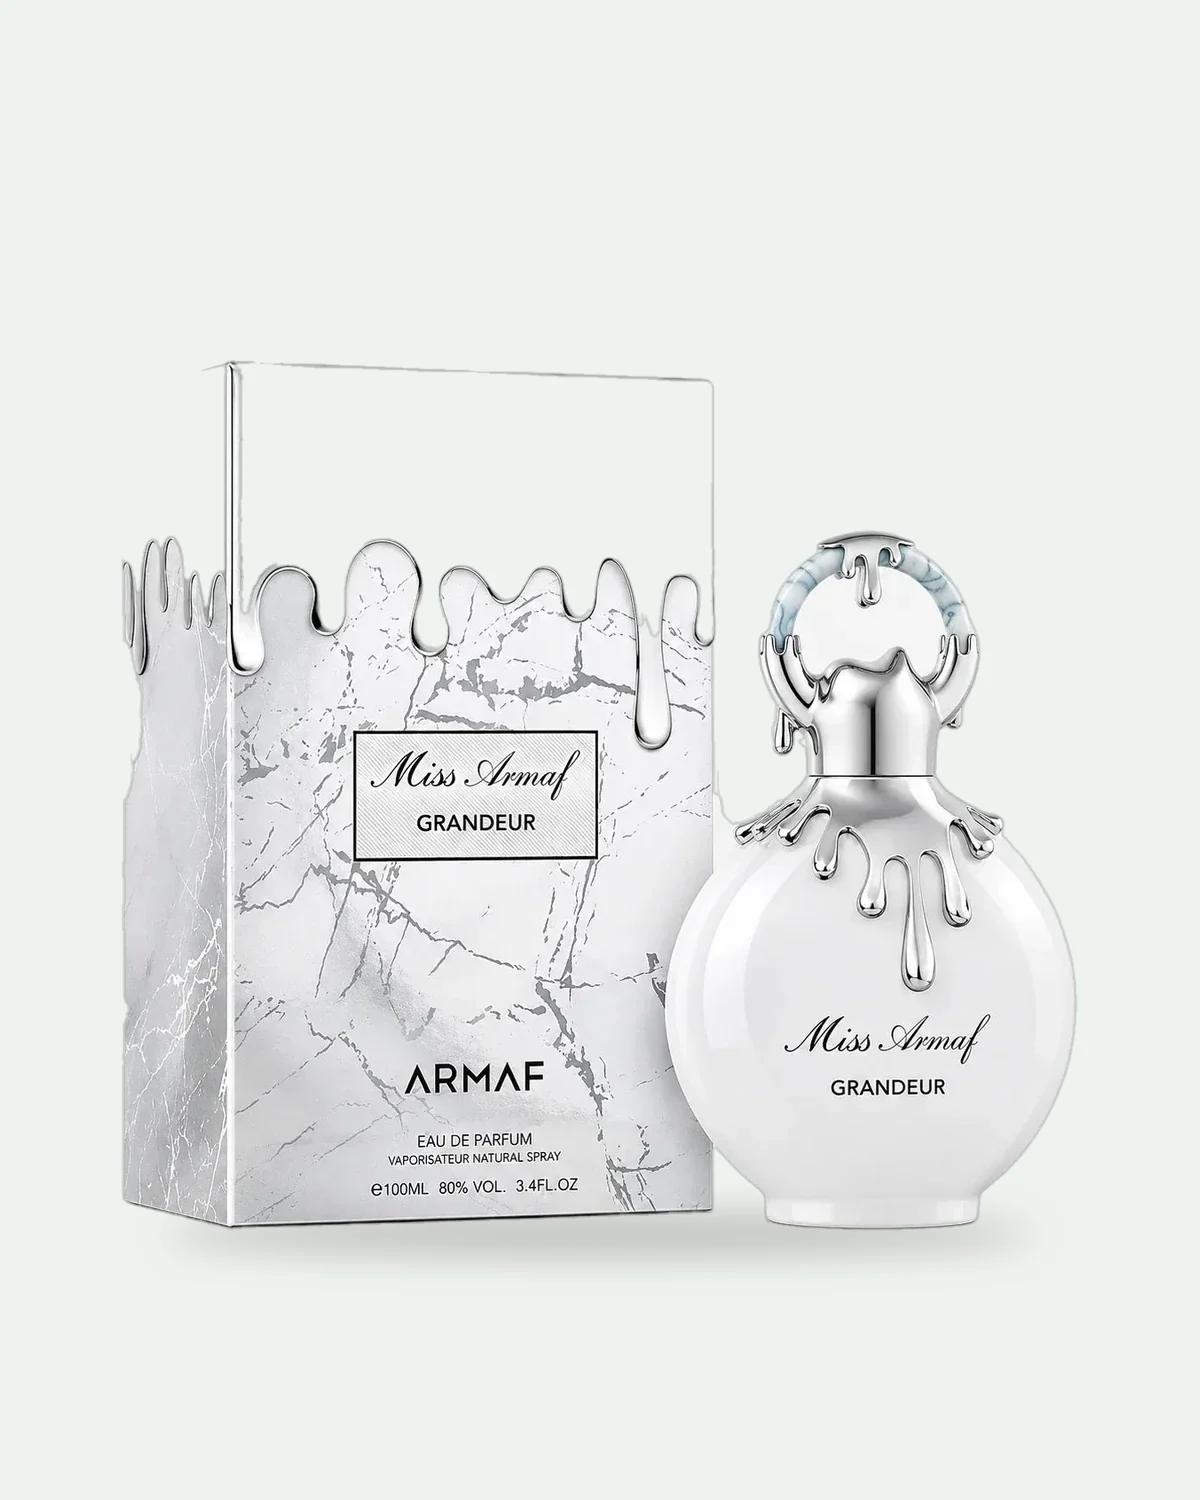 Miss Armaf
GRANDEUR
ARMAF
EAU DE PARFUM
VAPORISATEUR NATURAL SPRAY
℮100ML 80% VOL. 3.4FL.OZ
Miss Armaf
GRANDEUR